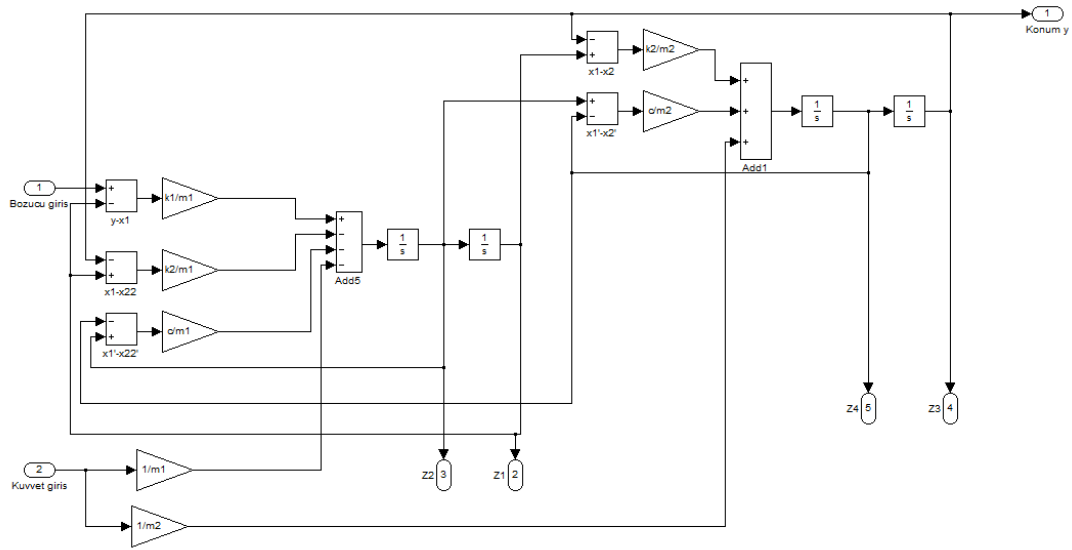 1
Konum y
k2/m2
x1-x2
c/m2
x1'-x2'
Add1
1
s
1
s
1
Bozucu giris
y-x1
k1/m1
x1-x22
k2/m1
Add5
1
s
1
s
x1'-x22'
c/m1
Z4
5
Z3
4
2
Kuvvet giris
1/m1
Z2
3
Z1
2
1/m2